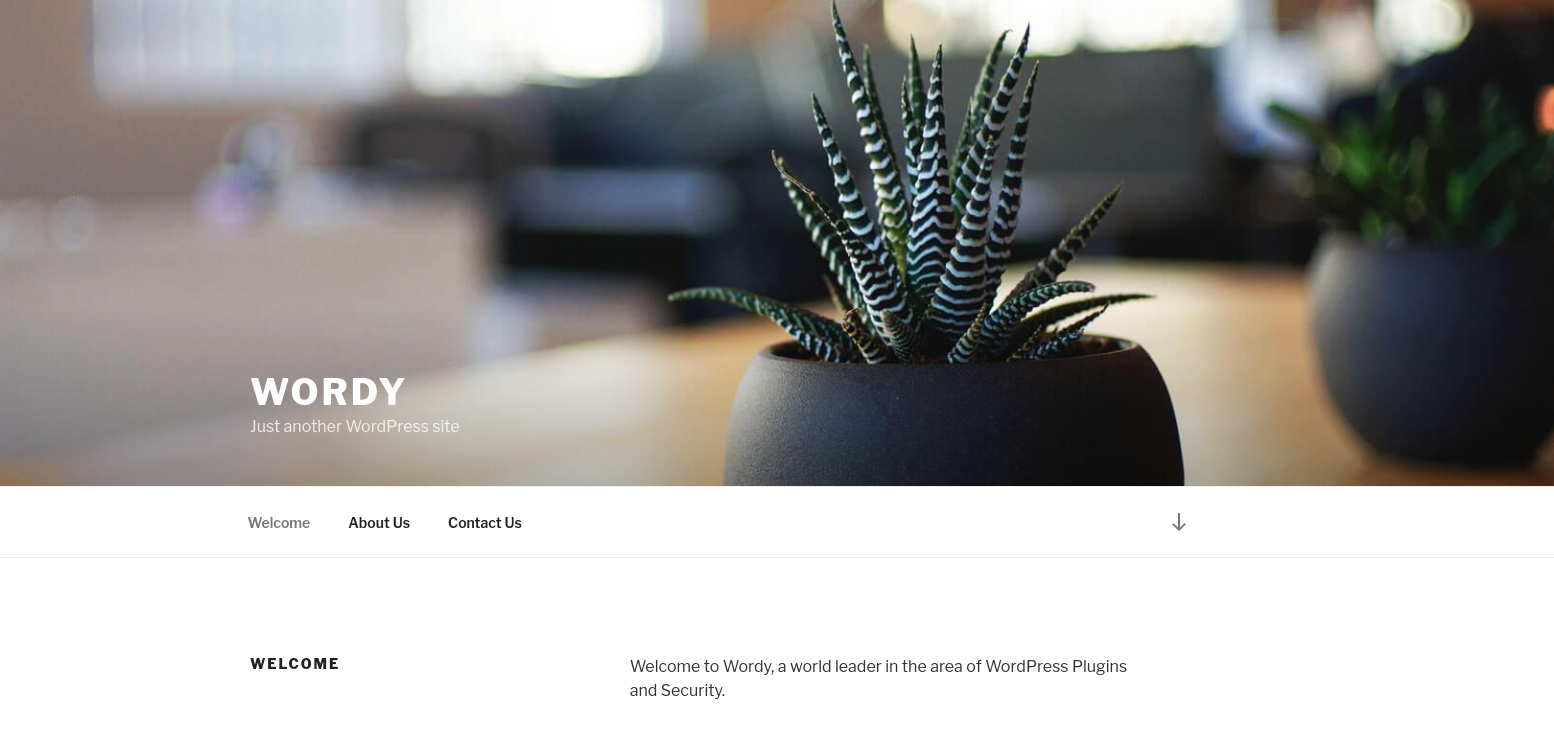 WORDY
Just another WordPress site
Welcome About Us Contact Us
WELCOME
Welcome to Wordy, a world leader in the area of WordPress Plugins
and Security.